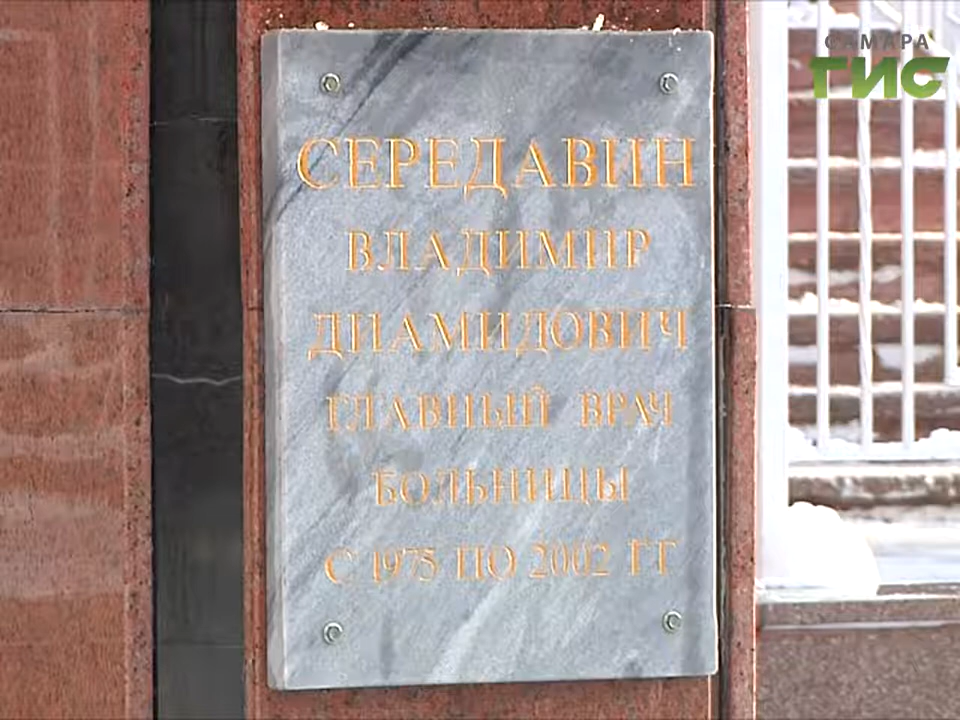 САМАРА
ГИС
СЕРЕДАВИН
ВЛАДИМИР
ДИАМИДОВИЧ
ГЛАВНЫЙ ВРАЧ
БОЛЬНИЦЫ
С 1975 ПО 2002 ГГ